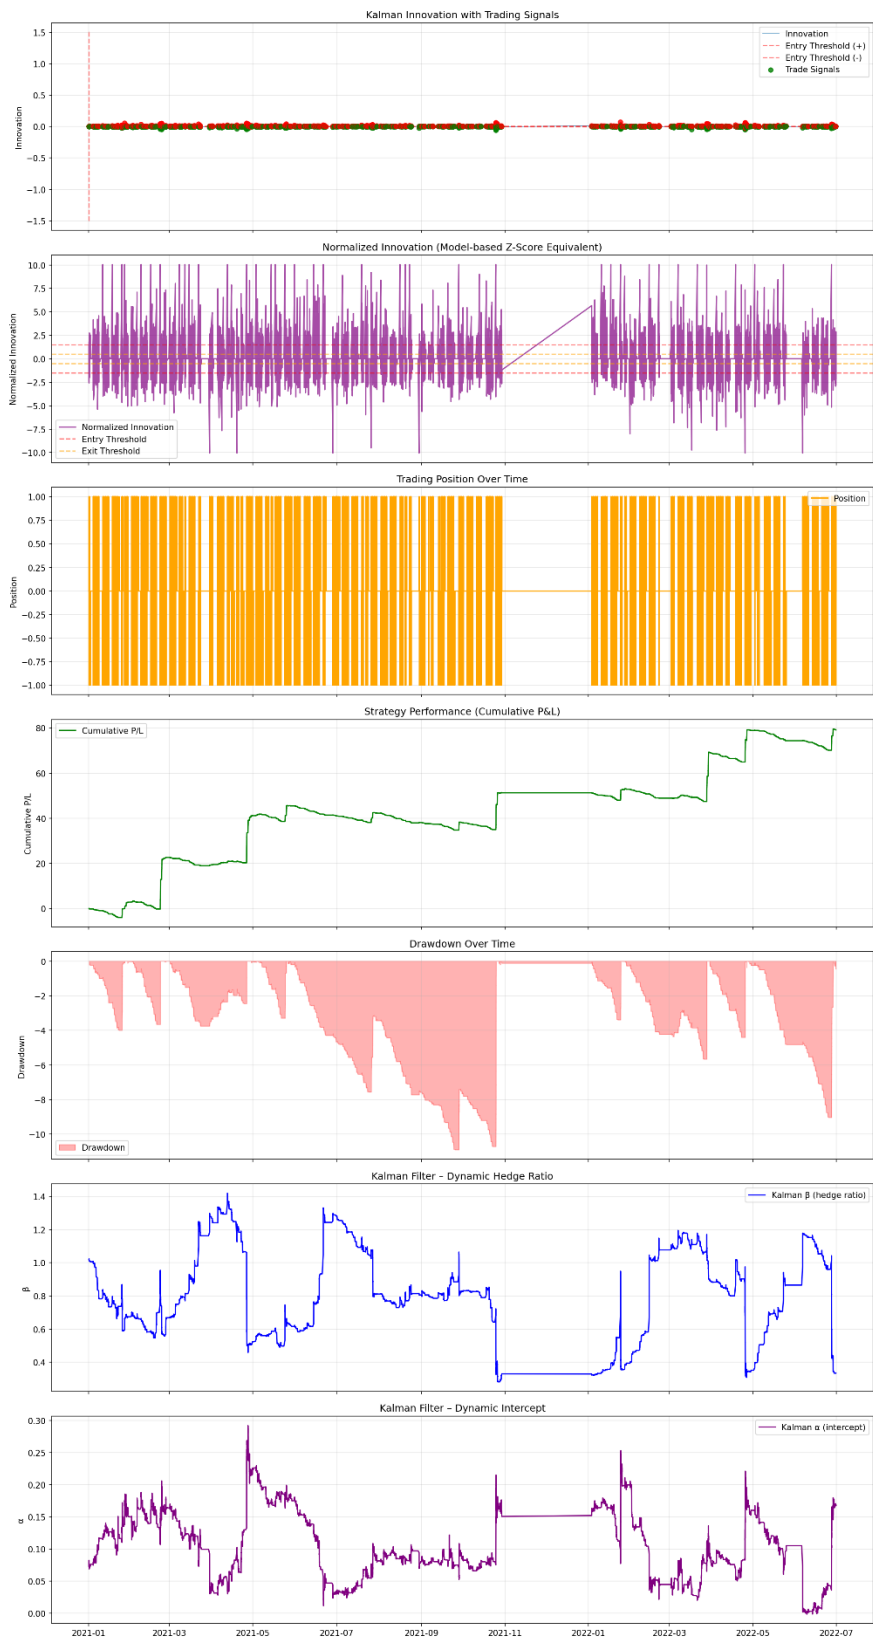 Kalman Innovation with Trading Signals
1.5
1.0
0.5
0.0
−0.5
−1.0
−1.5
Innovation
Innovation
Entry Threshold (+)
Entry Threshold (-)
Trade Signals
Normalized Innovation (Model-based Z-Score Equivalent)
10.0
7.5
5.0
2.5
0.0
−2.5
−5.0
−7.5
−10.0
Normalized Innovation
Normalized Innovation
Entry Threshold
Exit Threshold
Trading Position Over Time
1.00
0.75
0.50
0.25
0.00
−0.25
−0.50
−0.75
−1.00
Position
Position
Strategy Performance (Cumulative P&L)
80
60
40
20
0
Cumulative P/L
Cumulative P/L
Drawdown Over Time
0
−2
−4
−6
−8
−10
Drawdown
Drawdown
Kalman Filter – Dynamic Hedge Ratio
1.4
1.2
1.0
0.8
0.6
0.4
β
Kalman β (hedge ratio)
Kalman Filter – Dynamic Intercept
0.30
0.25
0.20
0.15
0.10
0.05
0.00
α
Kalman α (intercept)
2021-01 2021-03 2021-05 2021-07 2021-09 2021-11 2022-01 2022-03 2022-05 2022-07